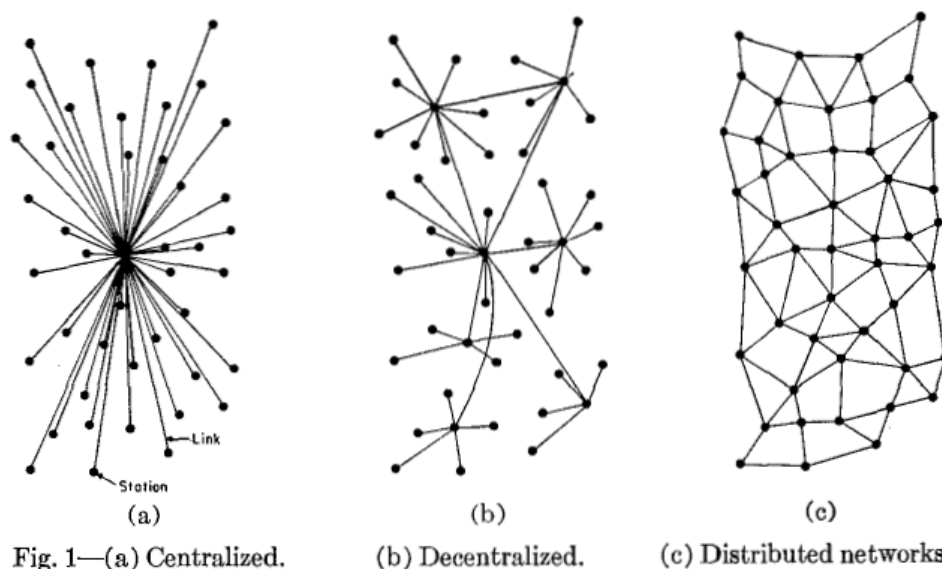 Link
Station
(a)
(b)
(c)
Fig. 1—(a) Centralized.
(b) Decentralized.
(c) Distributed networks